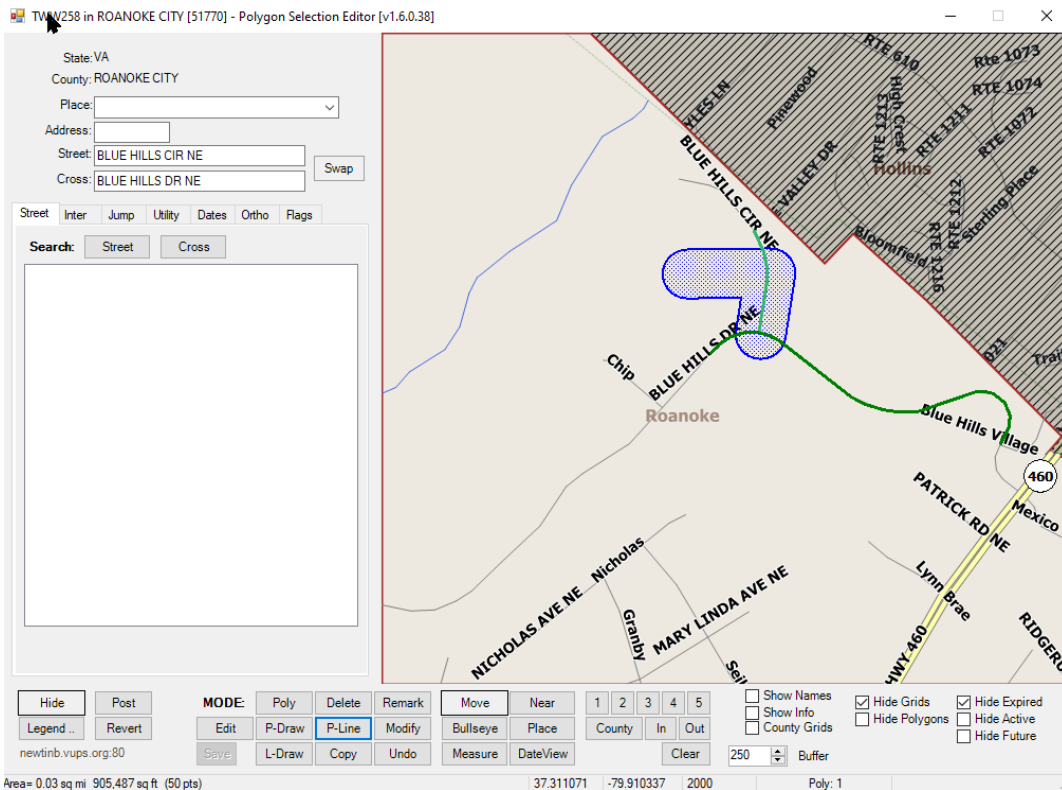 TWW258 in ROANOKE CITY [51770] - Polygon Selection Editor [v1.6.0.38]
State: VA
County: ROANOKE CITY
Place:
Address:
Street: BLUE HILLS CIR NE
Cross: BLUE HILLS DR NE
Swap
Street Inter Jump Utility Dates Ortho Flags
Search: Street Cross
RTE 610
Rte 1073
RTE 1074
Pinewood
YLES LN
RTE 1213
High Crest
RTE 1211
RTE 1072
BLUE HILLS CIR NE
E VALLEY DR
Hollins
RTE 1212
Sterling Place
RTE 1216
Bloomfield
BLUE HILLS DR NE
021
Trai
Chip
Roanoke
Blue Hills Village
460
PATRICK RD NE
Mexico
Nicholas
Lynn Brae
NICHOLAS AVE NE
Granby
MARY LINDA AVE NE
HWY 460
RIDGERO
Seil
Hide Post MODE: Poly Delete Remark Move Near 1 2 3 4 5 Show Names Hide Grids Hide Expired
Legend .. Revert Edit P-Draw P-Line Modify Bullseye Place County In Out Show Info Hide Polygons Hide Active
County Grids Hide Future
newtinb.vups.org:80 Save L-Draw Copy Undo Measure DateView Clear 250 Buffer
Area= 0.03 sq mi 905,487 sq ft (50 pts) 37.311071 -79.910337 2000 Poly: 1